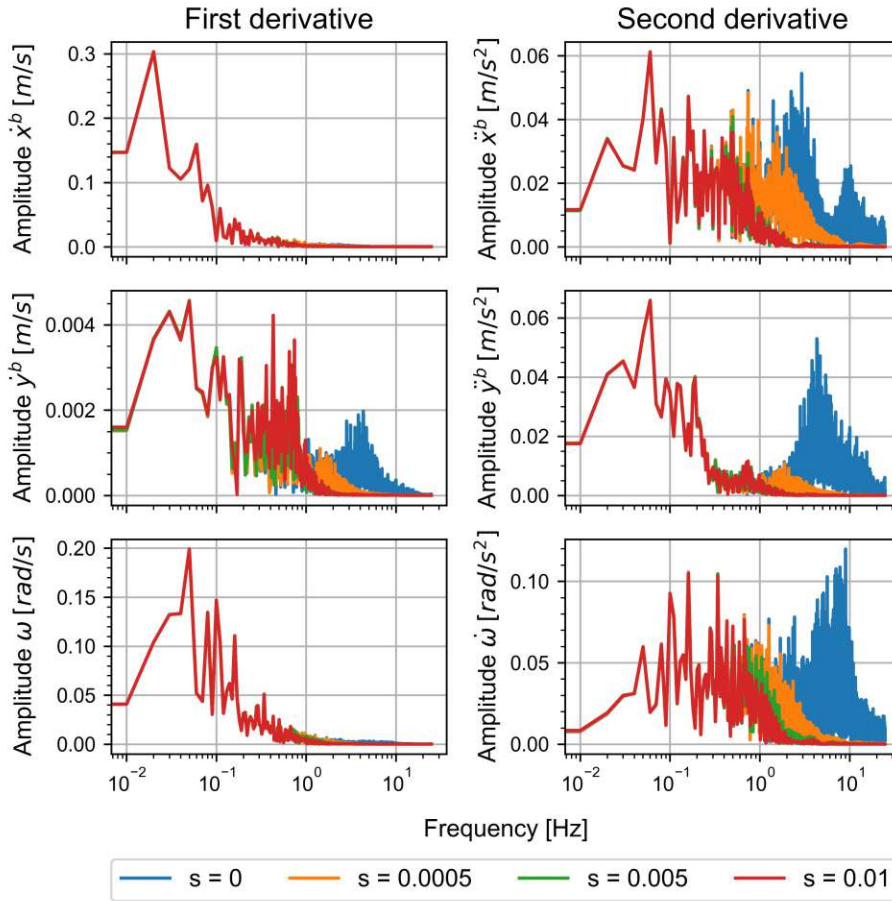 First derivative
Second derivative
Amplitude ẋᵇ [m/s]
0.3
0.2
0.1
0.0
Amplitude ẍᵇ [m/s²]
0.06
0.04
0.02
0.00
Amplitude ẏᵇ [m/s]
0.004
0.002
0.000
Amplitude ÿᵇ [m/s²]
0.06
0.04
0.02
0.00
Amplitude ω [rad/s]
0.20
0.15
0.10
0.05
0.00
10⁻² 10⁻¹ 10⁰ 10¹
Amplitude ω̇ [rad/s²]
0.10
0.05
0.00
10⁻² 10⁻¹ 10⁰ 10¹
Frequency [Hz]
s = 0 s = 0.0005 s = 0.005 s = 0.01